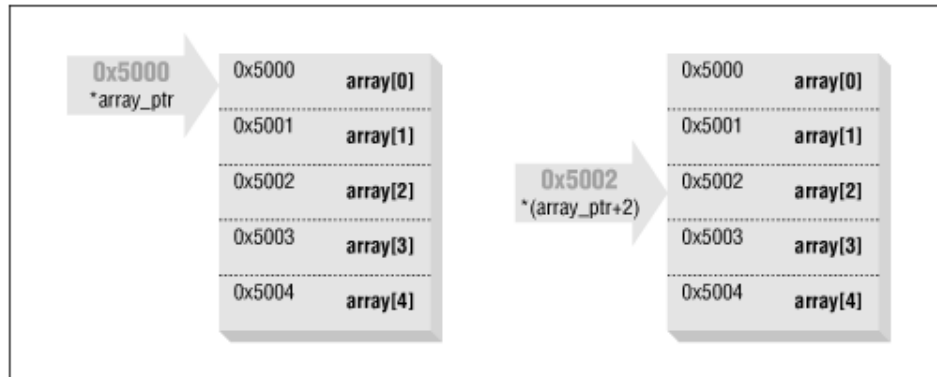 0x5000
*array_ptr
0x5000 array[0]
0x5001 array[1]
0x5002 array[2]
0x5003 array[3]
0x5004 array[4]
0x5002
*(array_ptr+2)
0x5000 array[0]
0x5001 array[1]
0x5002 array[2]
0x5003 array[3]
0x5004 array[4]